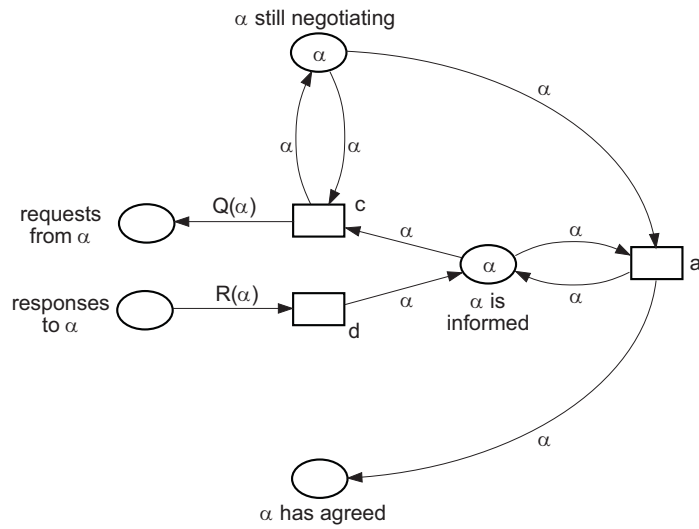 α still negotiating
α
α
α
α
Q(α)
c
requests
from α
α
α
α
a
α
α is
informed
responses
to α
R(α)
α
d
α
α has agreed